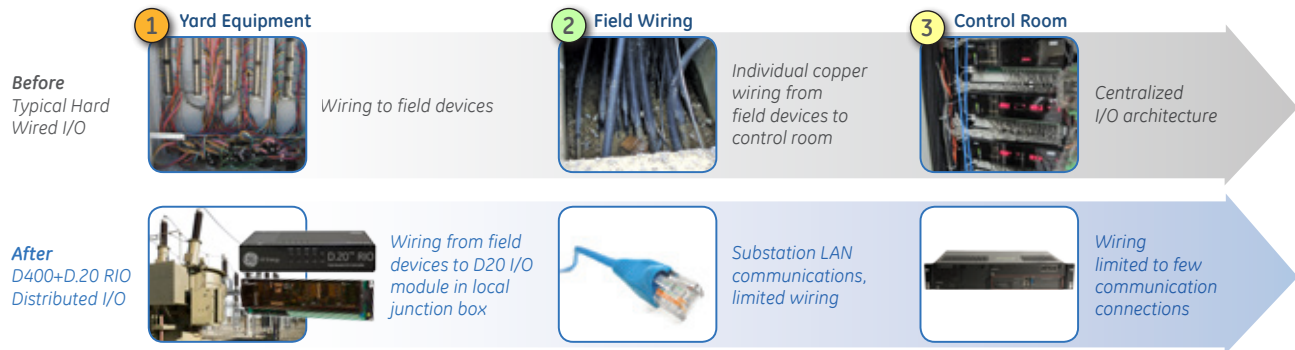 1 Yard Equipment
2 Field Wiring
3 Control Room
Before
Typical Hard
Wired I/O
Wiring to field devices
Individual copper
wiring from
field devices to
control room
Centralized
I/O architecture
After
D400+D.20 RIO
Distributed I/O
D.20™ RIO
Wiring from field
devices to D20 I/O
module in local
junction box
Substation LAN
communications,
limited wiring
Wiring
limited to few
communication
connections